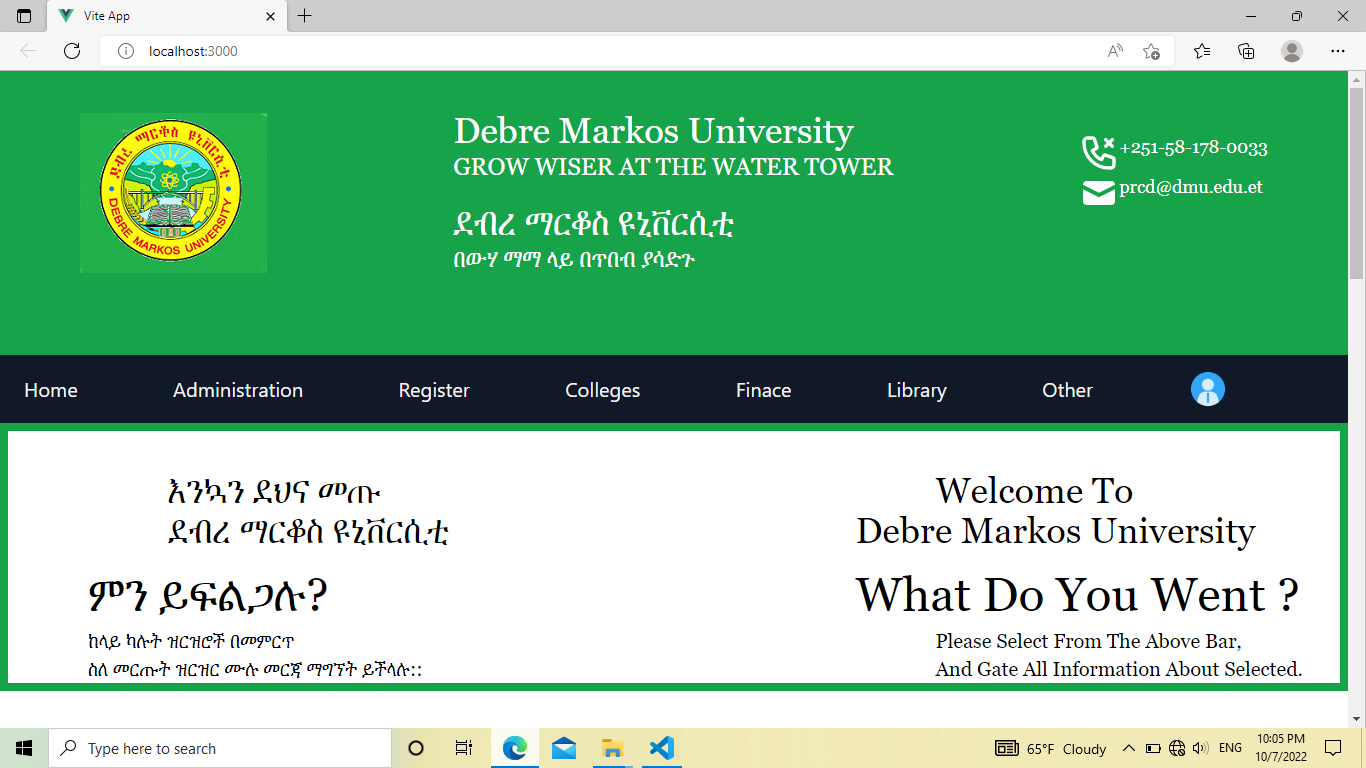 Vite App
localhost:3000
ደብረ ማርቆስ ዩኒቨርሲቲ
DEBRE MARKOS UNIVERSITY
Debre Markos University
GROW WISER AT THE WATER TOWER
ደብረ ማርቆስ ዩኒቨርሲቲ
በውሃ ማማ ላይ በጥበብ ያሳድጉ
+251-58-178-0033
prcd@dmu.edu.et
Home Administration Register Colleges Finace Library Other
እንኳን ደህና መጡ
ደብረ ማርቆስ ዩኒቨርሲቲ
ምን ይፍልጋሉ?
ከላይ ካሉት ዝርዝሮች በመምርጥ
ስለ መርጡት ዝርዝር ሙሉ መርጃ ማግኘት ይችላሉ::
Welcome To
Debre Markos University
What Do You Went ?
Please Select From The Above Bar,
And Gate All Information About Selected.
Type here to search
65°F Cloudy
ENG
10:05 PM
10/7/2022